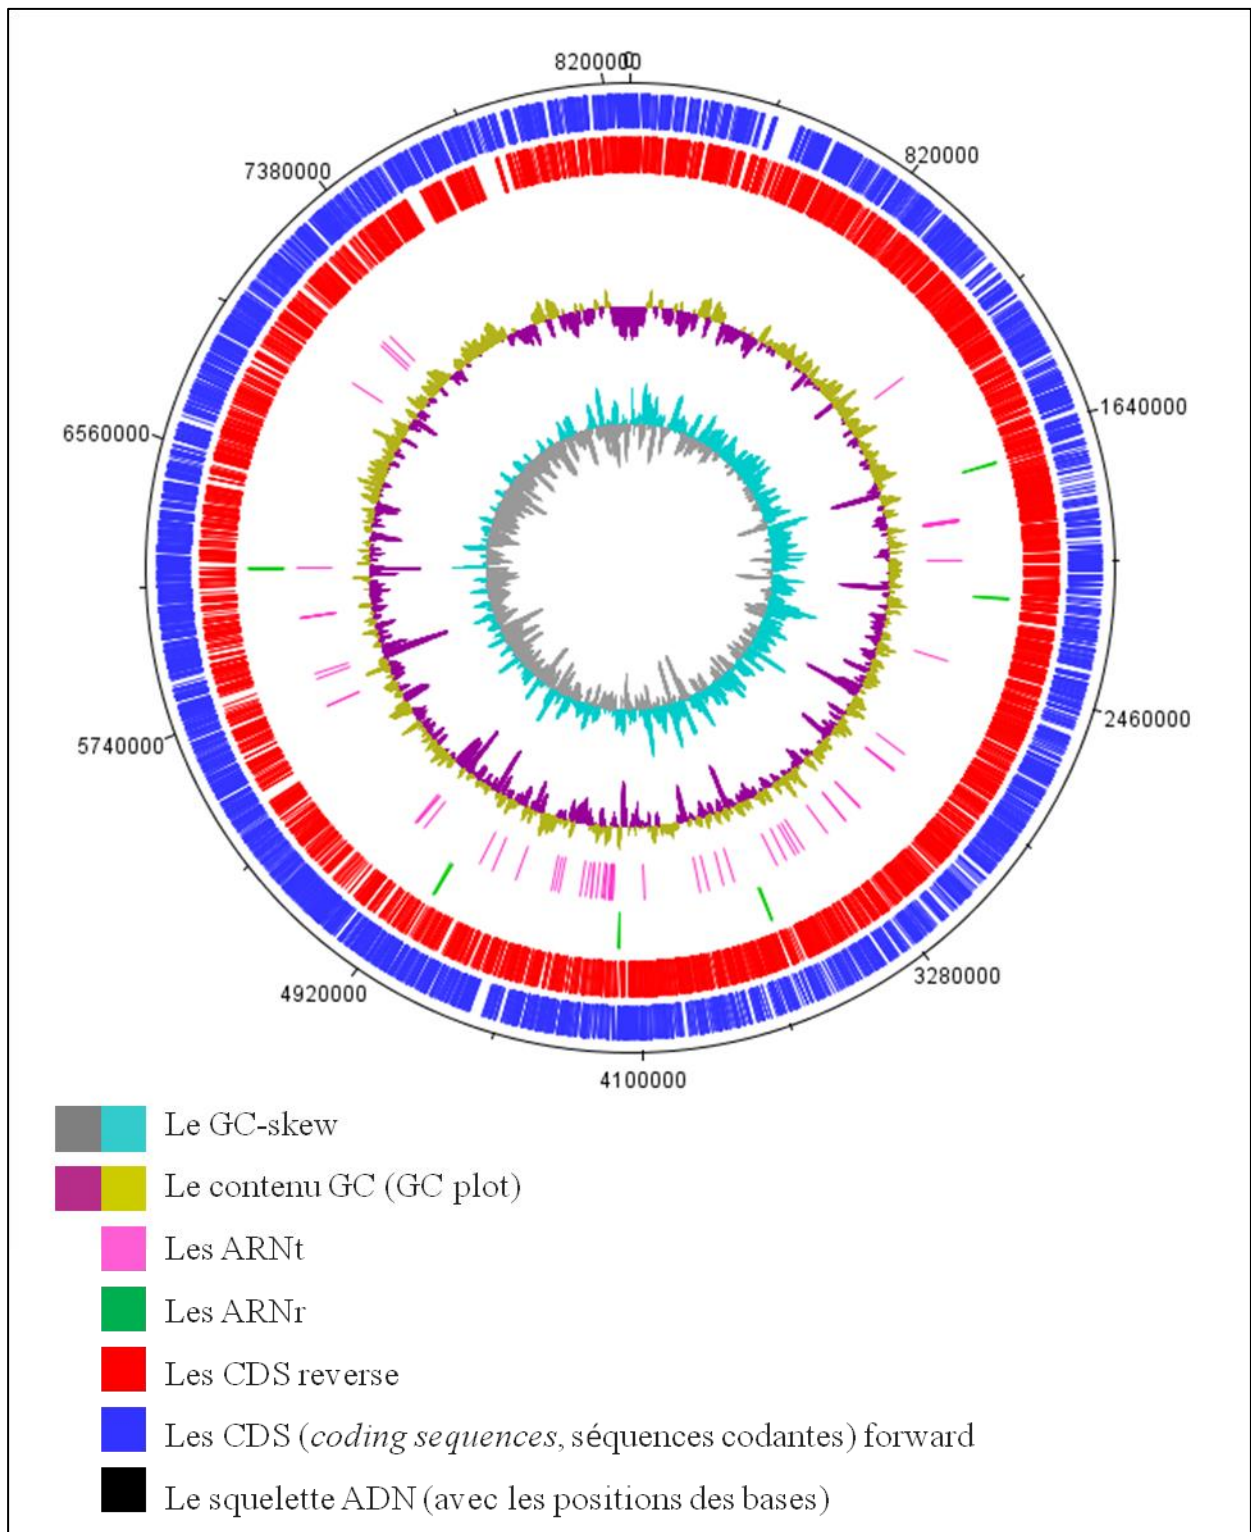 8200000
0
820000
7380000
1640000
6560000
2460000
5740000
3280000
4920000
4100000
Le GC-skew
Le contenu GC (GC plot)
Les ARNt
Les ARNr
Les CDS reverse
Les CDS (coding sequences, séquences codantes) forward
Le squelette ADN (avec les positions des bases)